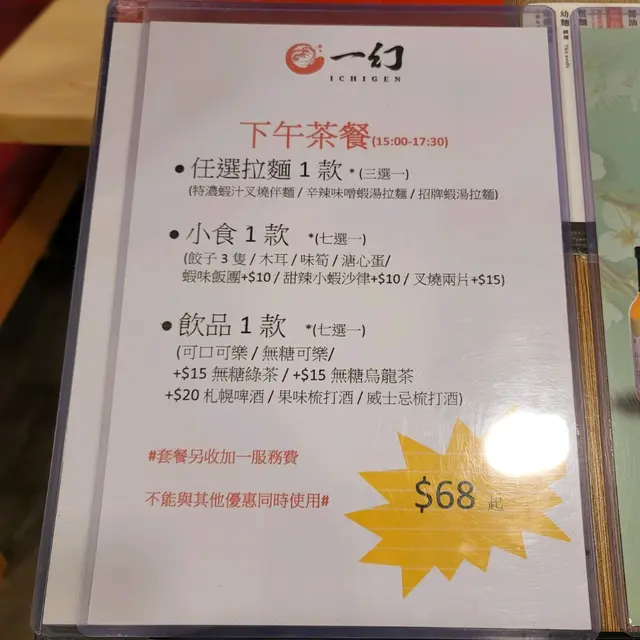 一幻
ICHIGEN
下午茶餐(15:00-17:30)
• 任選拉麵 1 款 *(三選一)
(特濃蝦汁叉燒伴麵 / 辛辣味噌蝦湯拉麵 / 招牌蝦湯拉麵)
• 小食 1 款 *(七選一)
(餃子 3 隻 / 木耳 / 味筍 / 溏心蛋/
蝦味飯團+$10 / 甜辣小蝦沙律+$10 / 叉燒兩片+$15)
• 飲品 1 款 *(七選一)
(可口可樂 / 無糖可樂/
+$15 無糖綠茶 / +$15 無糖烏龍茶
+$20 札幌啤酒 / 果味梳打酒 / 威士忌梳打酒)
#套餐另收加一服務費
不能與其他優惠同時使用#
$68 起
幼麵
Thin noodle
醬油